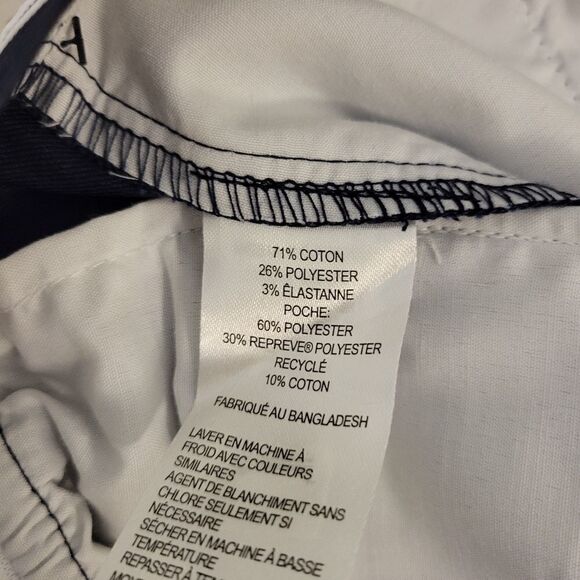 71% COTON
26% POLYESTER
3% ÉLASTANNE
POCHE:
60% POLYESTER
30% REPREVE® POLYESTER
RECYCLÉ
10% COTON
FABRIQUÉ AU BANGLADESH
LAVER EN MACHINE À
FROID AVEC COULEURS
SIMILAIRES
AGENT DE BLANCHIMENT SANS
CHLORE SEULEMENT SI
NÉCESSAIRE
SÉCHER EN MACHINE À BASSE
TEMPÉRATURE
REPASSER À